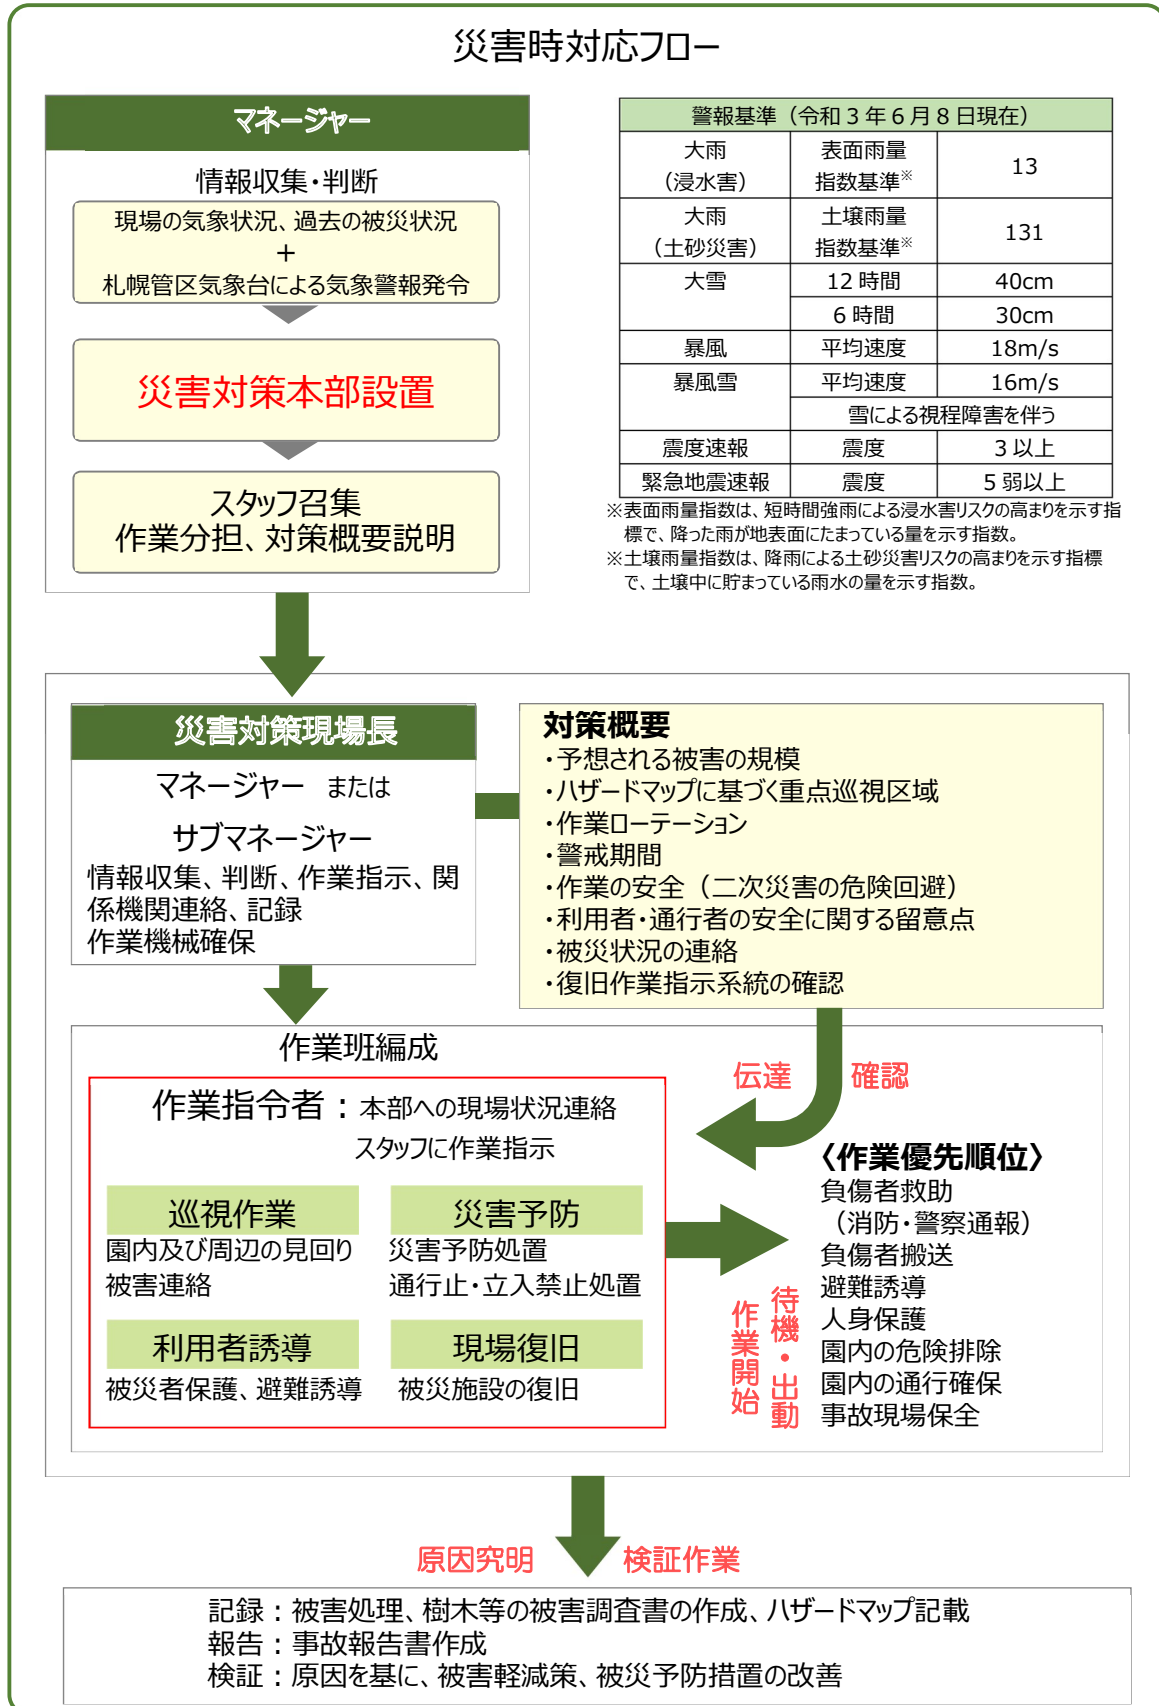 災害時対応フロー
マネージャー
情報収集・判断
現場の気象状況、過去の被災状況
＋
札幌管区気象台による気象警報発令
災害対策本部設置
スタッフ召集
作業分担、対策概要説明
警報基準（令和３年６月８日現在）
大雨
（浸水害）
表面雨量
指数基準※
13
大雨
（土砂災害）
土壌雨量
指数基準※
131
大雪
12 時間
40cm
6 時間
30cm
暴風
平均速度
18m/s
暴風雪
平均速度
16m/s
雪による視程障害を伴う
震度速報
震度
３以上
緊急地震速報
震度
５弱以上
※表面雨量指数は、短時間強雨による浸水害リスクの高まりを示す指
標で、降った雨が地表面にたまっている量を示す指数。
※土壌雨量指数は、降雨による土砂災害リスクの高まりを示す指標
で、土壌中に貯まっている雨水の量を示す指数。
災害対策現場長
マネージャー　または
サブマネージャー
情報収集、判断、作業指示、関
係機関連絡、記録
作業機械確保
対策概要
・予想される被害の規模
・ハザードマップに基づく重点巡視区域
・作業ローテーション
・警戒期間
・作業の安全（二次災害の危険回避）
・利用者・通行者の安全に関する留意点
・被災状況の連絡
・復旧作業指示系統の確認
作業班編成
伝達　確認
作業指令者：本部への現場状況連絡
スタッフに作業指示
巡視作業
園内及び周辺の見回り
被害連絡
災害予防
災害予防処置
通行止・立入禁止処置
利用者誘導
被災者保護、避難誘導
現場復旧
被災施設の復旧
待機・出動
作業開始
〈作業優先順位〉
負傷者救助
（消防・警察通報）
負傷者搬送
避難誘導
人身保護
園内の危険排除
園内の通行確保
事故現場保全
原因究明　検証作業
記録：被害処理、樹木等の被害調査書の作成、ハザードマップ記載
報告：事故報告書作成
検証：原因を基に、被害軽減策、被災予防措置の改善